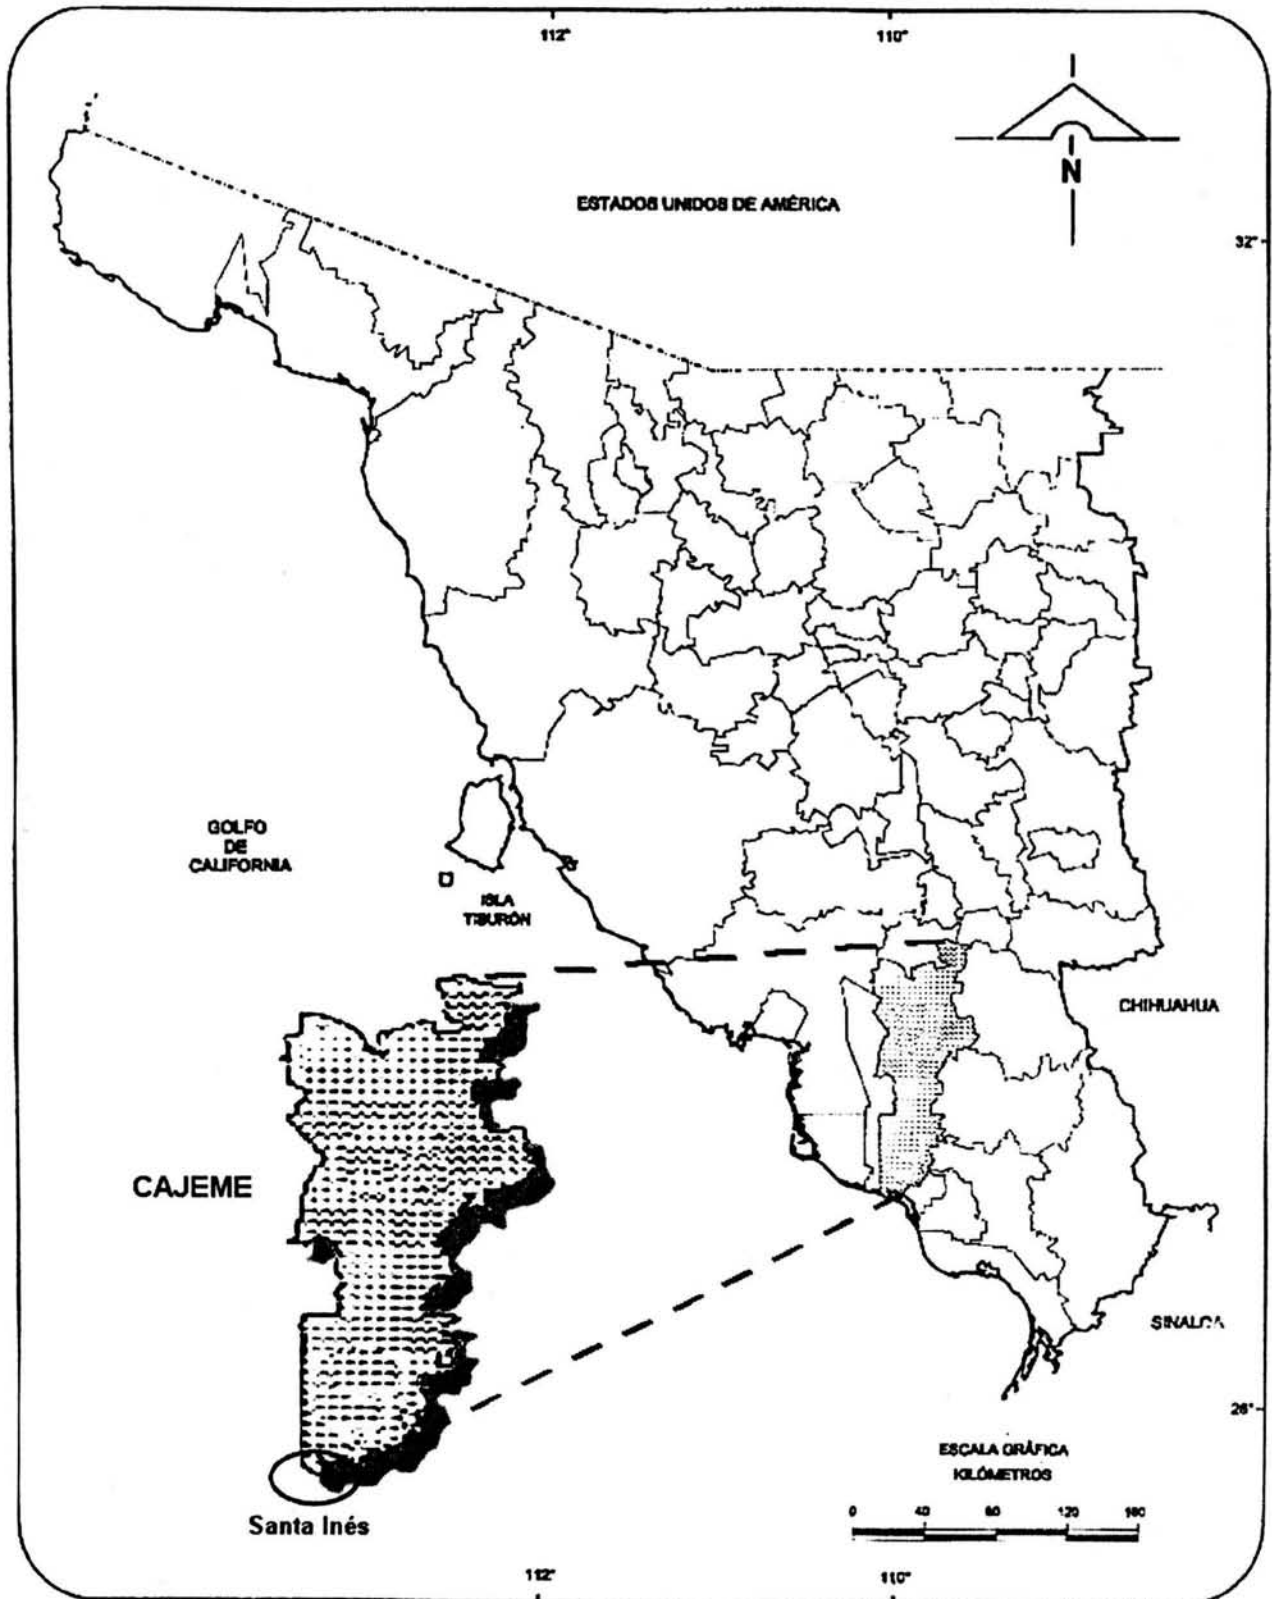 112°
110°
N
ESTADOS UNIDOS DE AMÉRICA
32°
GOLFO
DE
CALIFORNIA
ISLA
TIBURÓN
CHIHUAHUA
CAJEME
SINALOA
26°
ESCALA GRÁFICA
KILÓMETROS
0 40 80 120 160
Santa Inés
112°
110°